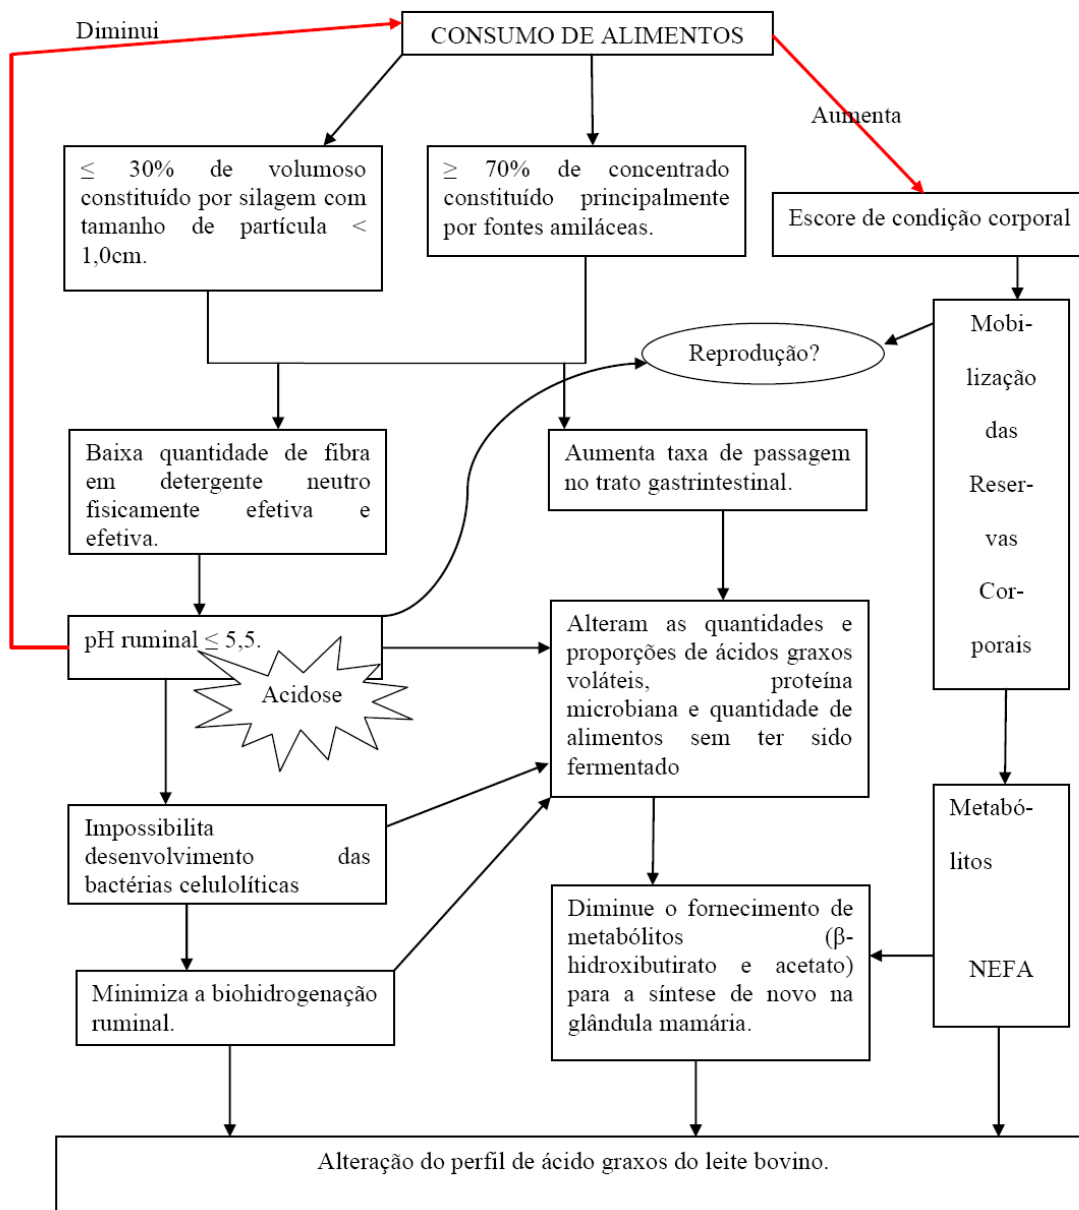 Diminui
CONSUMO DE ALIMENTOS
Aumenta
≤ 30% de volumoso
constituído por silagem com
tamanho de partícula <
1,0cm.
≥ 70% de concentrado
constituído principalmente
por fontes amiláceas.
Escore de condição corporal
Reprodução?
Mobi-
lização
das
Reser-
vas
Cor-
porais
Baixa quantidade de fibra
em detergente neutro
fisicamente efetiva e
efetiva.
Aumenta taxa de passagem
no trato gastrintestinal.
pH ruminal ≤ 5,5.
Acidose
Alteram as quantidades e
proporções de ácidos graxos
voláteis, proteína
microbiana e quantidade de
alimentos sem ter sido
fermentado
Impossibilita
desenvolvimento das
bactérias celulolíticas
Metabó-
litos
NEFA
Diminue o fornecimento de
metabólitos (β-
hidroxibutirato e acetato)
para a síntese de novo na
glândula mamária.
Minimiza a biohidrogenação
ruminal.
Alteração do perfil de ácido graxos do leite bovino.